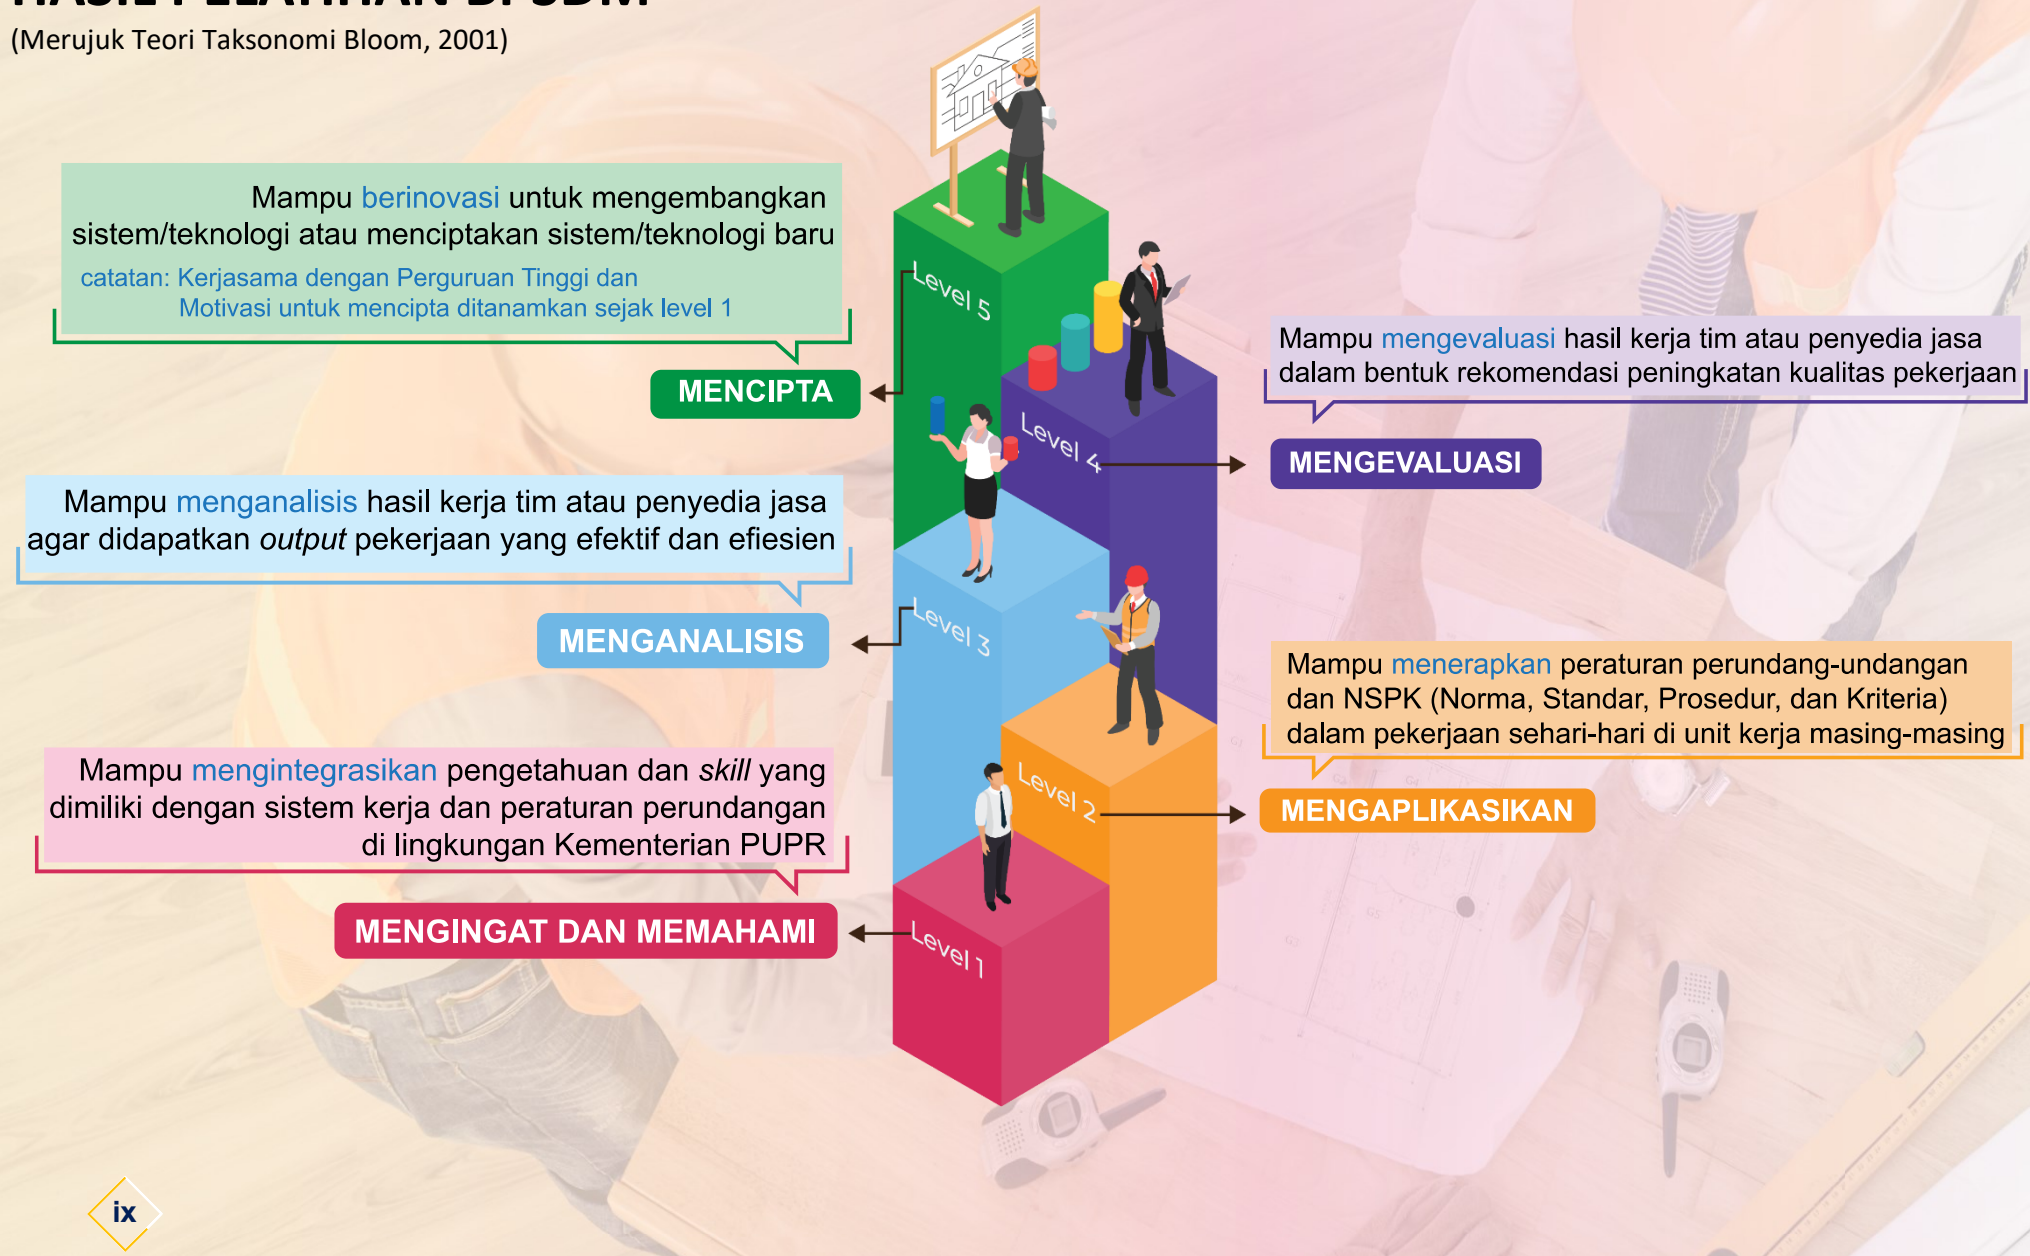 HASIL PELATIHAN BPSDM
(Merujuk Teori Taksonomi Bloom, 2001)
Mampu berinovasi untuk mengembangkan
sistem/teknologi atau menciptakan sistem/teknologi baru
catatan: Kerjasama dengan Perguruan Tinggi dan
Motivasi untuk mencipta ditanamkan sejak level 1
Level 5
MENCIPTA
Mampu mengevaluasi hasil kerja tim atau penyedia jasa
dalam bentuk rekomendasi peningkatan kualitas pekerjaan
Level 4
MENGEVALUASI
Mampu menganalisis hasil kerja tim atau penyedia jasa
agar didapatkan output pekerjaan yang efektif dan efiesien
Level 3
MENGANALISIS
Mampu menerapkan peraturan perundang-undangan
dan NSPK (Norma, Standar, Prosedur, dan Kriteria)
dalam pekerjaan sehari-hari di unit kerja masing-masing
Level 2
MENGAPLIKASIKAN
Mampu mengintegrasikan pengetahuan dan skill yang
dimiliki dengan sistem kerja dan peraturan perundangan
di lingkungan Kementerian PUPR
Level 1
MENGINGAT DAN MEMAHAMI
ix